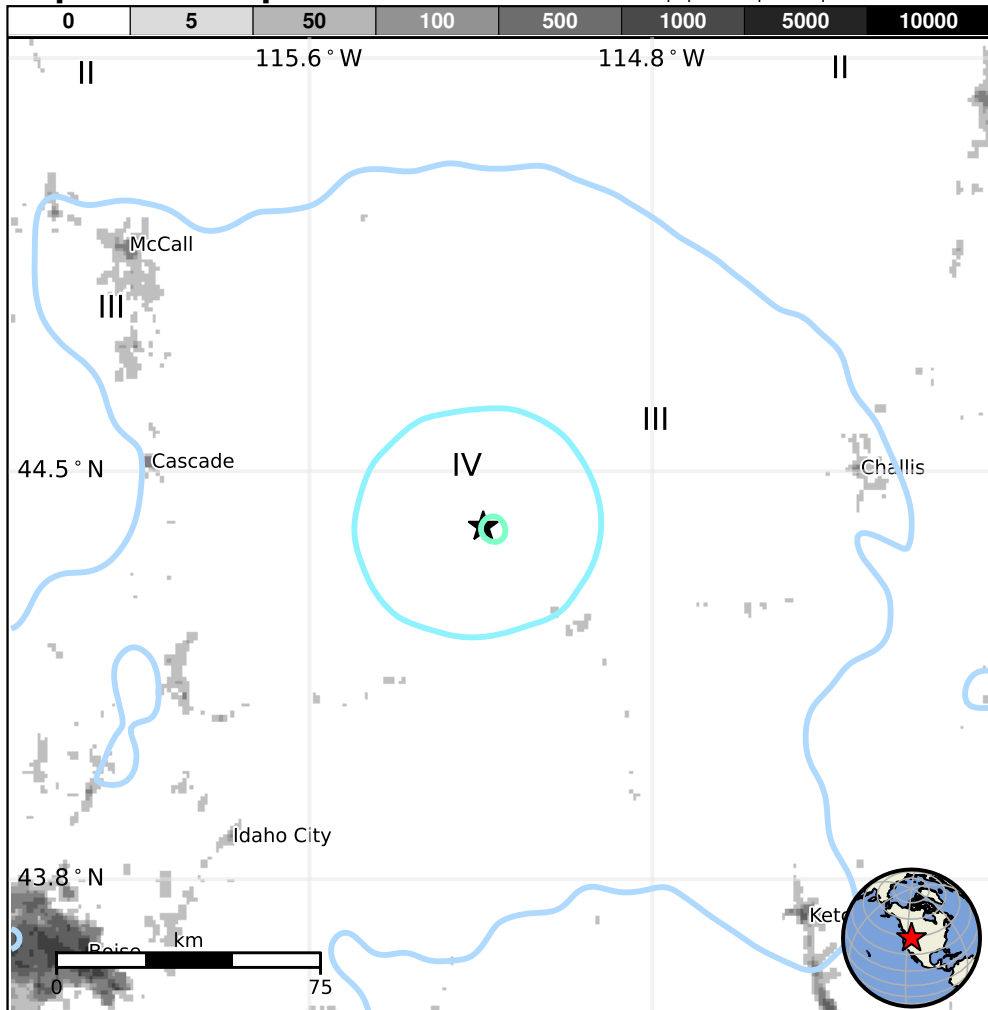 0 5 50 100 500 1000 5000 10000
115.6°W 114.8°W
II II
McCall
III
III
IV
44.5°N Cascade Challis
Idaho City
43.8°N
Boise km
0 75